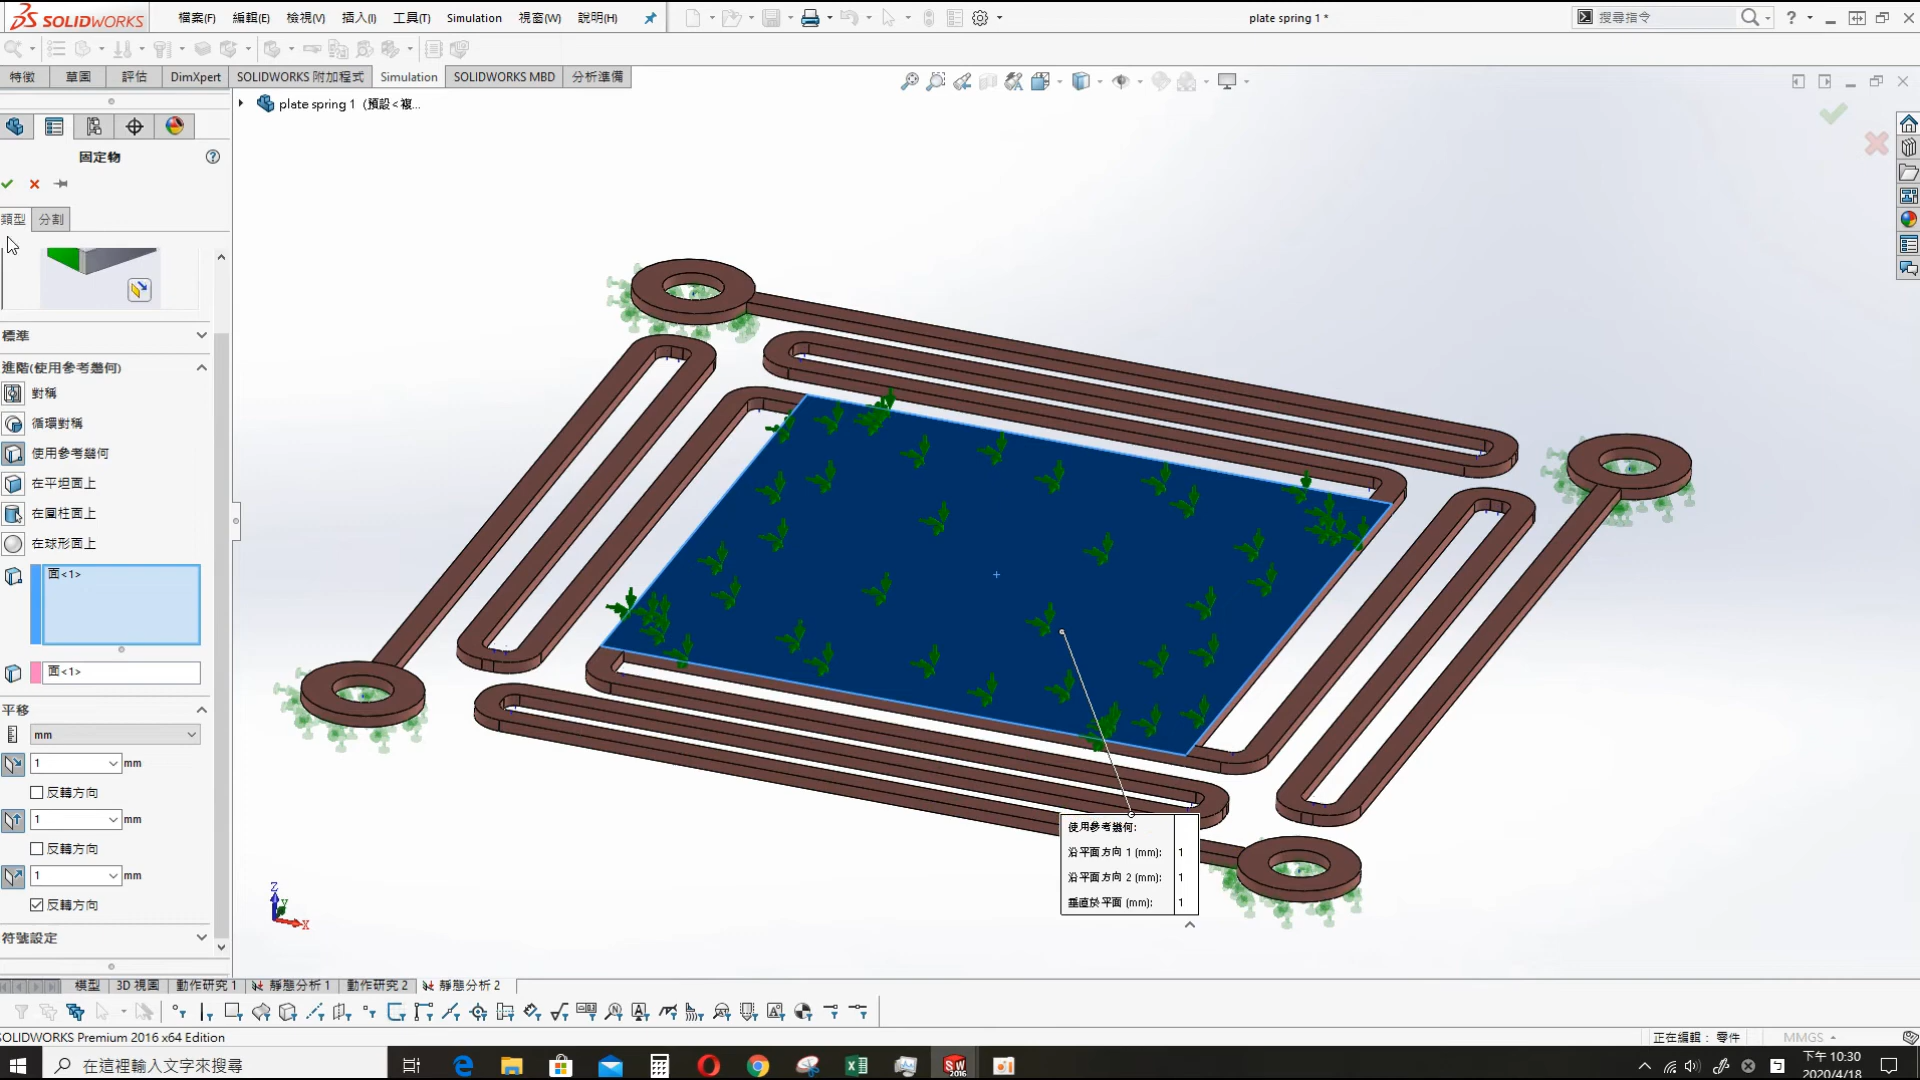 SOLIDWORKS
檔案(F)
編輯(E)
檢視(V)
插入(I)
工具(T)
Simulation
視窗(W)
說明(H)
plate spring 1 *
搜尋指令
特徵
草圖
評估
DimXpert
SOLIDWORKS 附加程式
Simulation
SOLIDWORKS MBD
分析準備
plate spring 1 (預設<複...
固定物
類型
分割
標準
進階(使用參考幾何)
對稱
循環對稱
使用參考幾何
在平坦面上
在圓柱面上
在球形面上
面<1>
面<1>
平移
mm
1
mm
反轉方向
1
mm
反轉方向
1
mm
反轉方向
符號設定
使用參考幾何:
沿平面方向 1 (mm): 1
沿平面方向 2 (mm): 1
垂直於平面 (mm): 1
Z
Y
X
模型
3D 視圖
動作研究 1
靜態分析 1
動作研究 2
靜態分析 2
SOLIDWORKS Premium 2016 x64 Edition
正在編輯: 零件
MMGS
在這裡輸入文字來搜尋
SW
2016
下午 10:30
2020/4/18